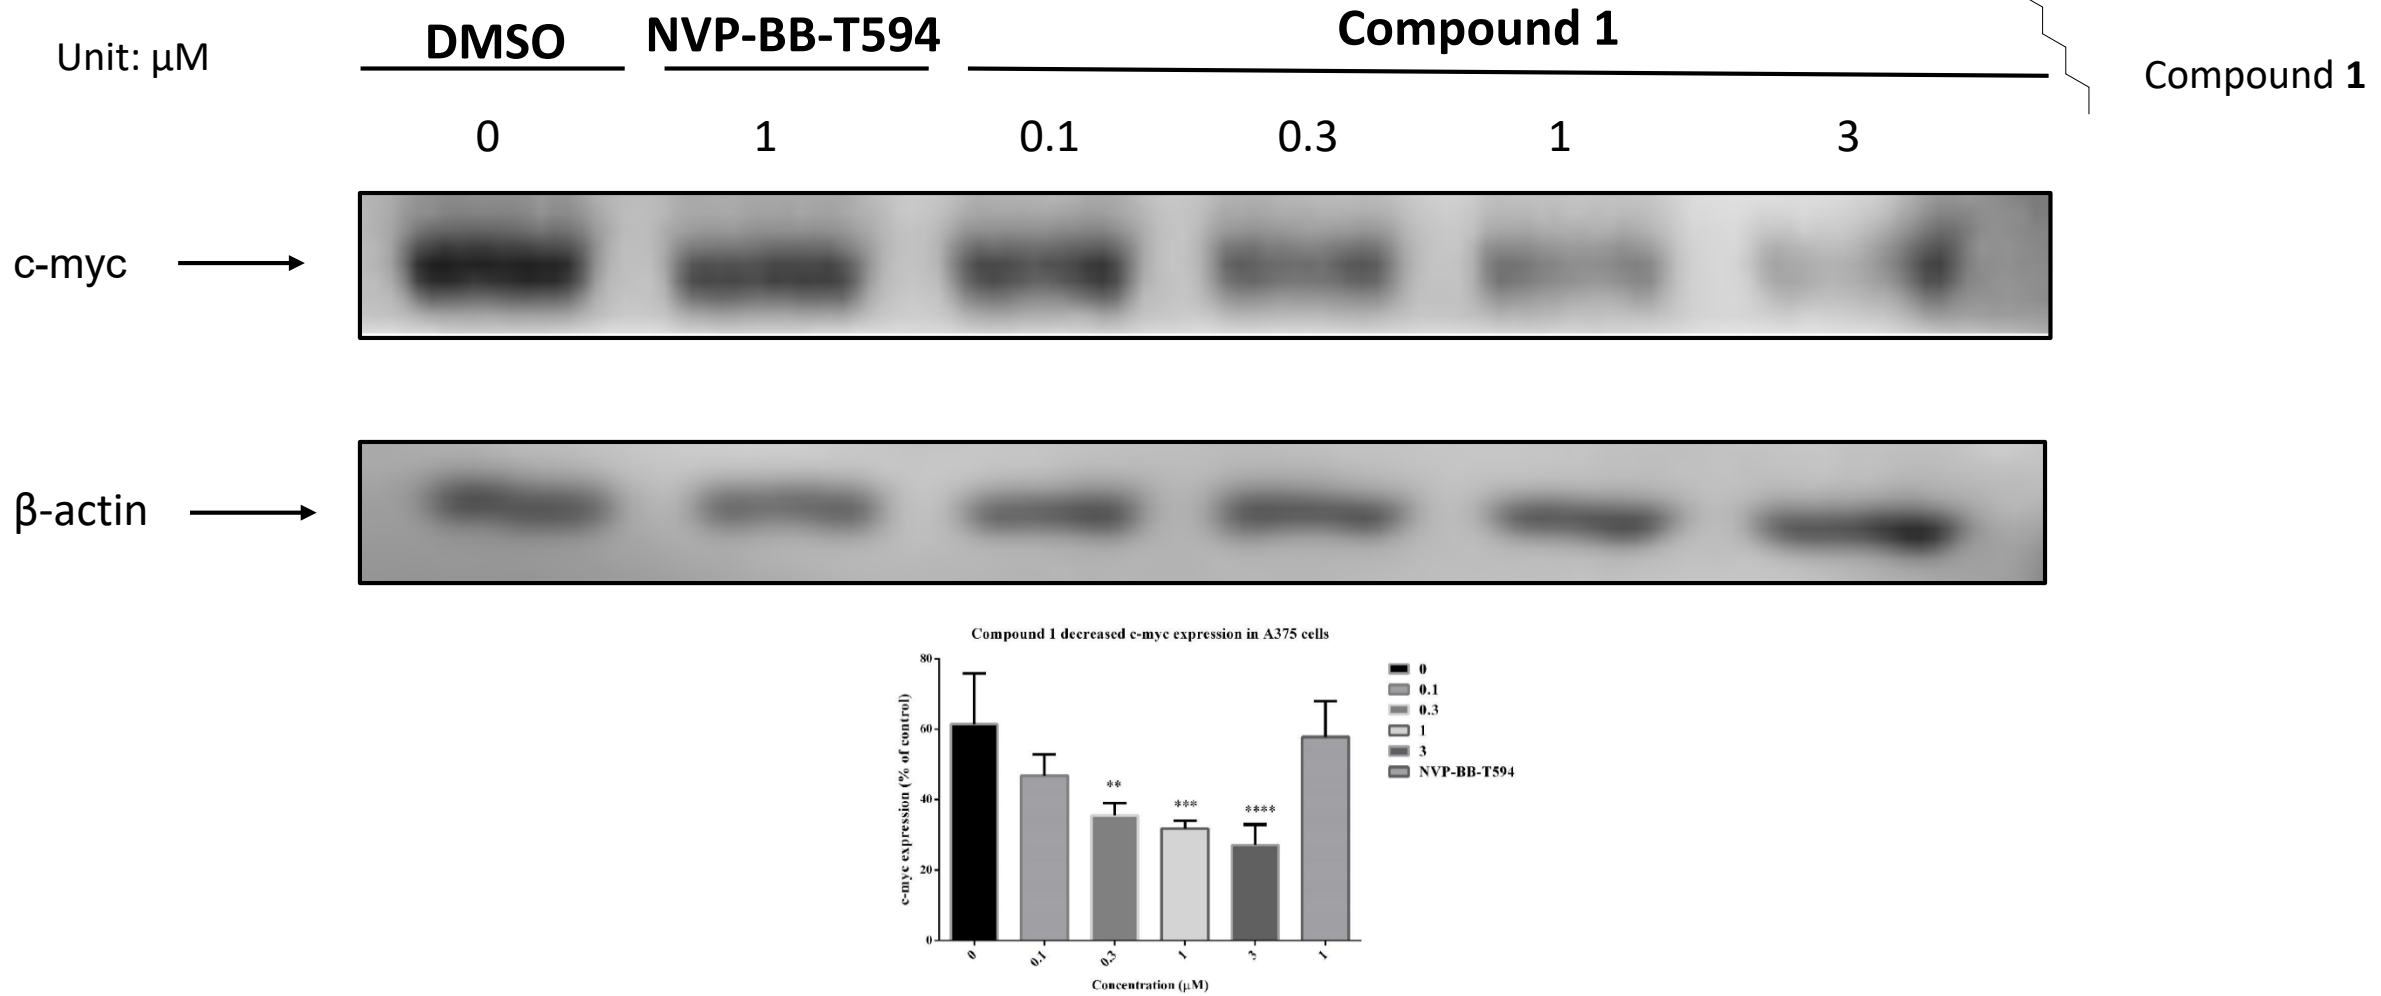 Unit: μM
DMSO
NVP-BB-T594
Compound 1
Compound 1
0
1
0.1
0.3
1
3
c-myc
β-actin
Compound 1 decreased c-myc expression in A375 cells
c-myc expression (% of control)
80
60
40
20
0
**
***
****
0
0.1
0.3
1
3
1
Concentration (μM)
0
0.1
0.3
1
3
NVP-BB-T594